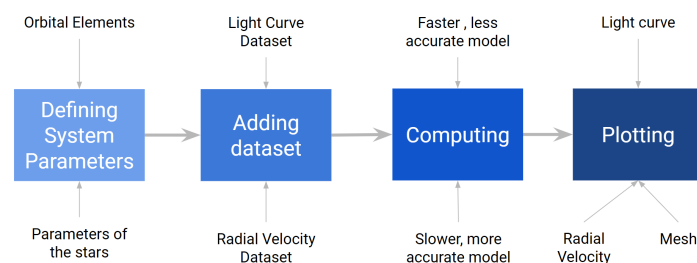 Orbital Elements
Light Curve
Dataset
Faster , less
accurate model
Light curve
Defining
System
Parameters
Adding
dataset
Computing
Plotting
Parameters of
the stars
Radial Velocity
Dataset
Slower, more
accurate model
Radial
Velocity
Mesh